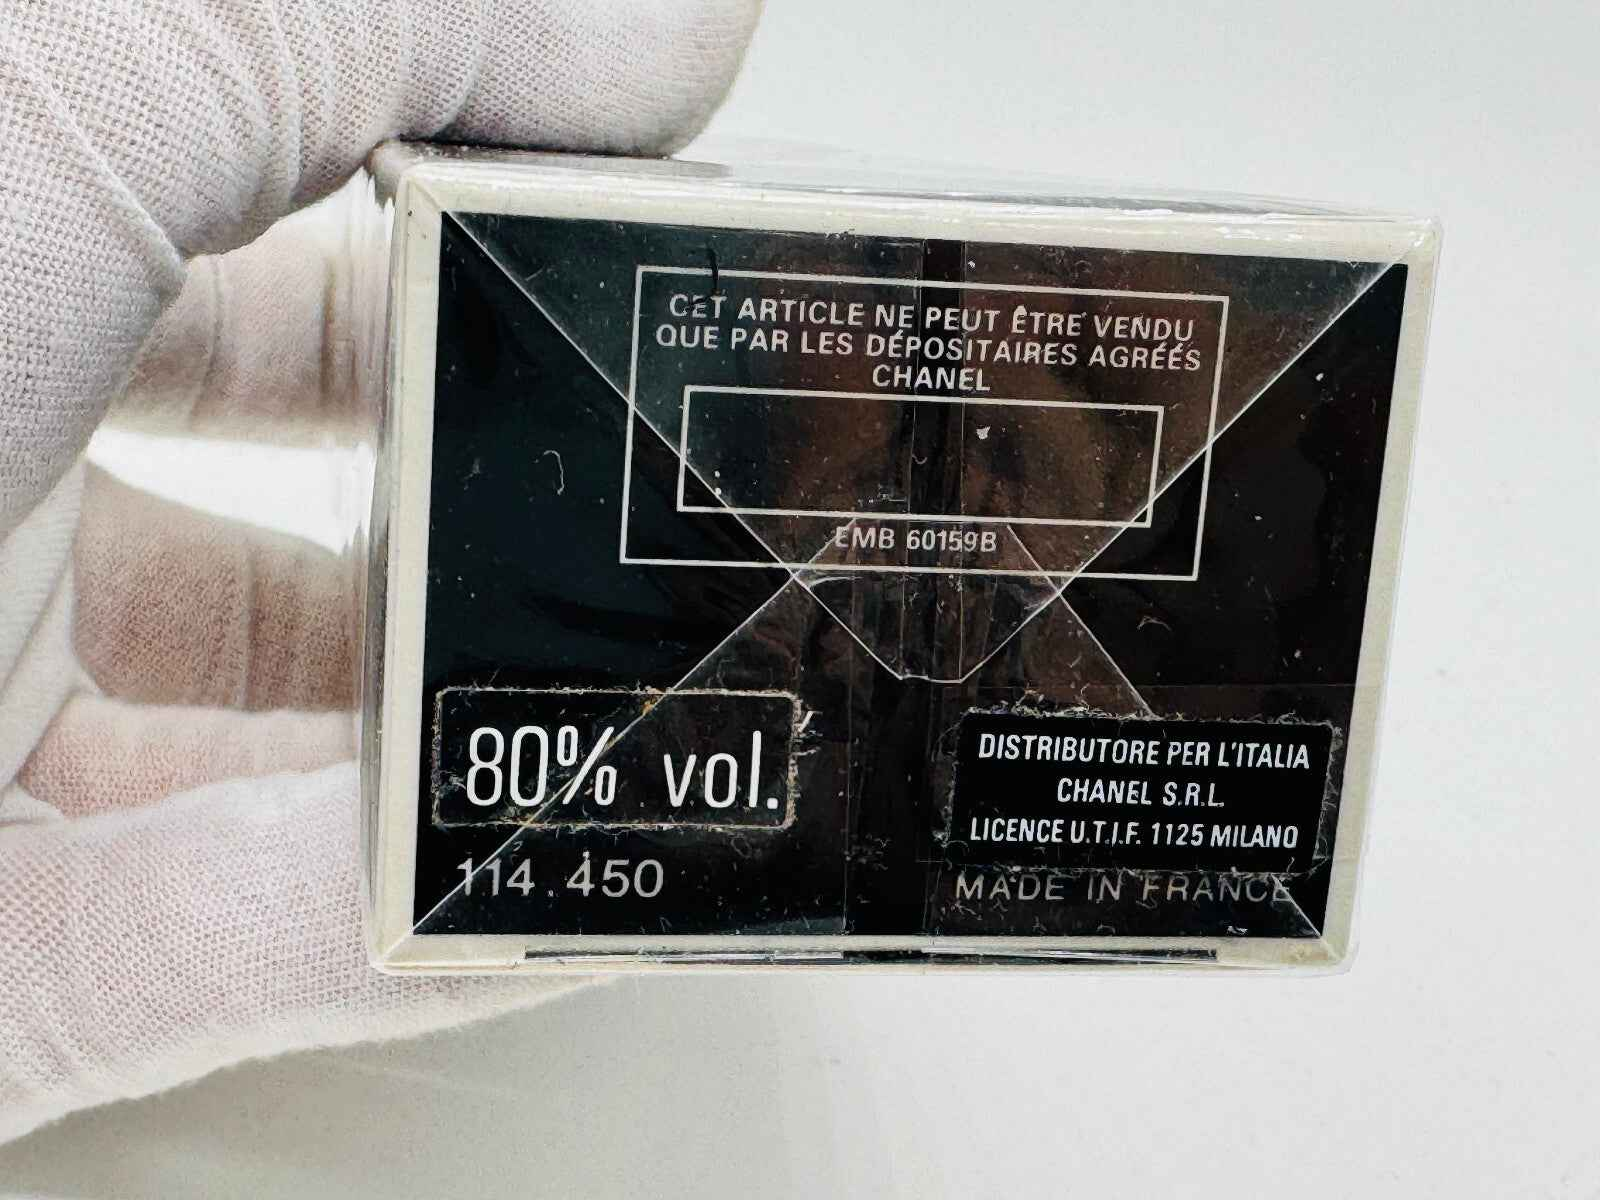 CET ARTICLE NE PEUT ÊTRE VENDU
QUE PAR LES DÉPOSITAIRES AGRÉÉS
CHANEL
EMB 60159B
80% vol.
114.450
DISTRIBUTORE PER L'ITALIA
CHANEL S.R.L.
LICENCE U.T.I.F. 1125 MILANO
MADE IN FRANCE